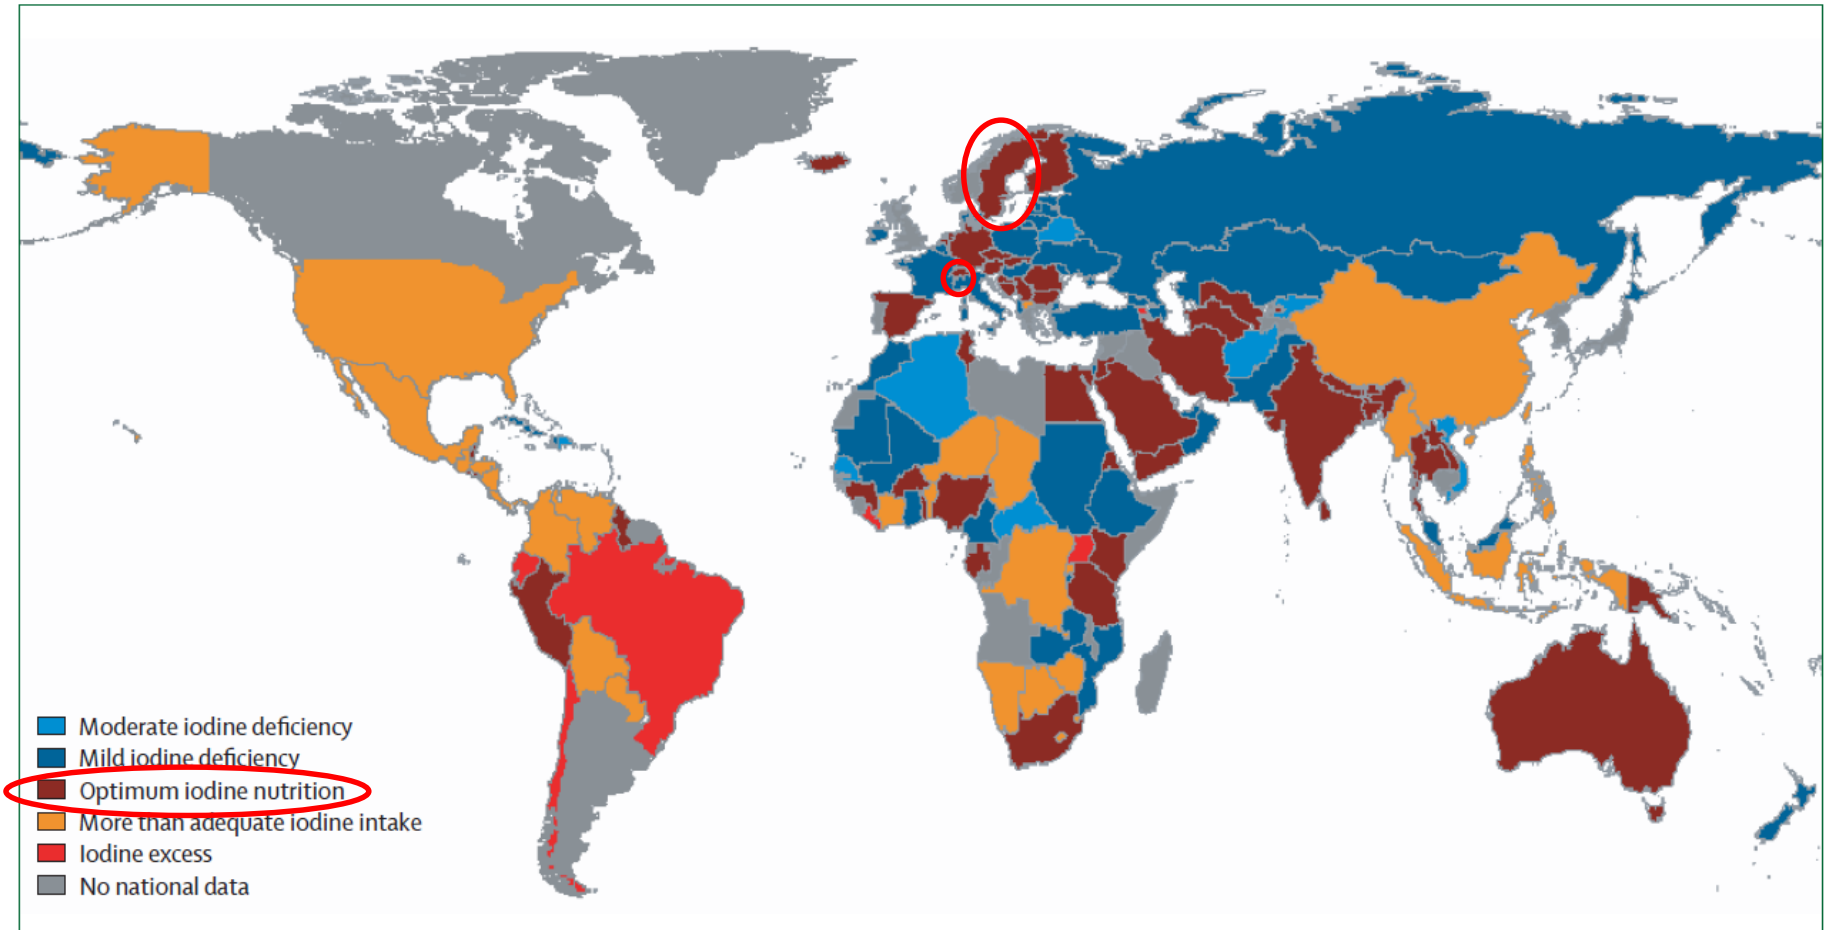 Moderate iodine deficiency
Mild iodine deficiency
Optimum iodine nutrition
More than adequate iodine intake
Iodine excess
No national data